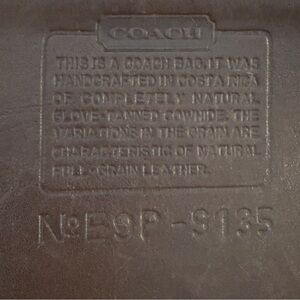 COACH
THIS IS A COACH BAG. IT WAS
HANDCRAFTED IN COSTA RICA
OF COMPLETELY NATURAL
GLOVE-TANNED COWHIDE. THE
VARIATIONS IN THE GRAIN ARE
CHARACTERISTIC OF NATURAL
FULL-GRAIN LEATHER.
№ E9P-9135